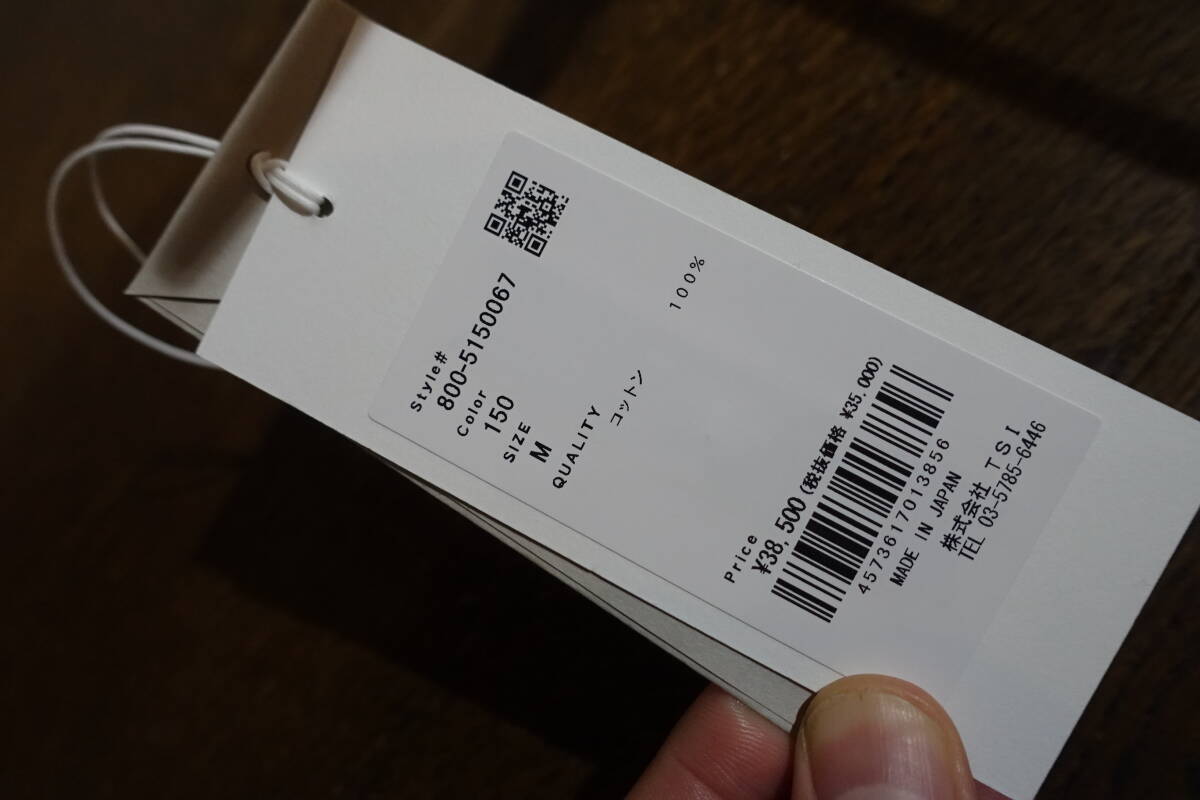 Style#
800-5150067
Color
150
SIZE
M
QUALITY
コットン 100%
Price
¥38,500 (税抜価格 ¥35,000)
4573617013856
MADE IN JAPAN
株式会社 TSI
TEL 03-5785-6446